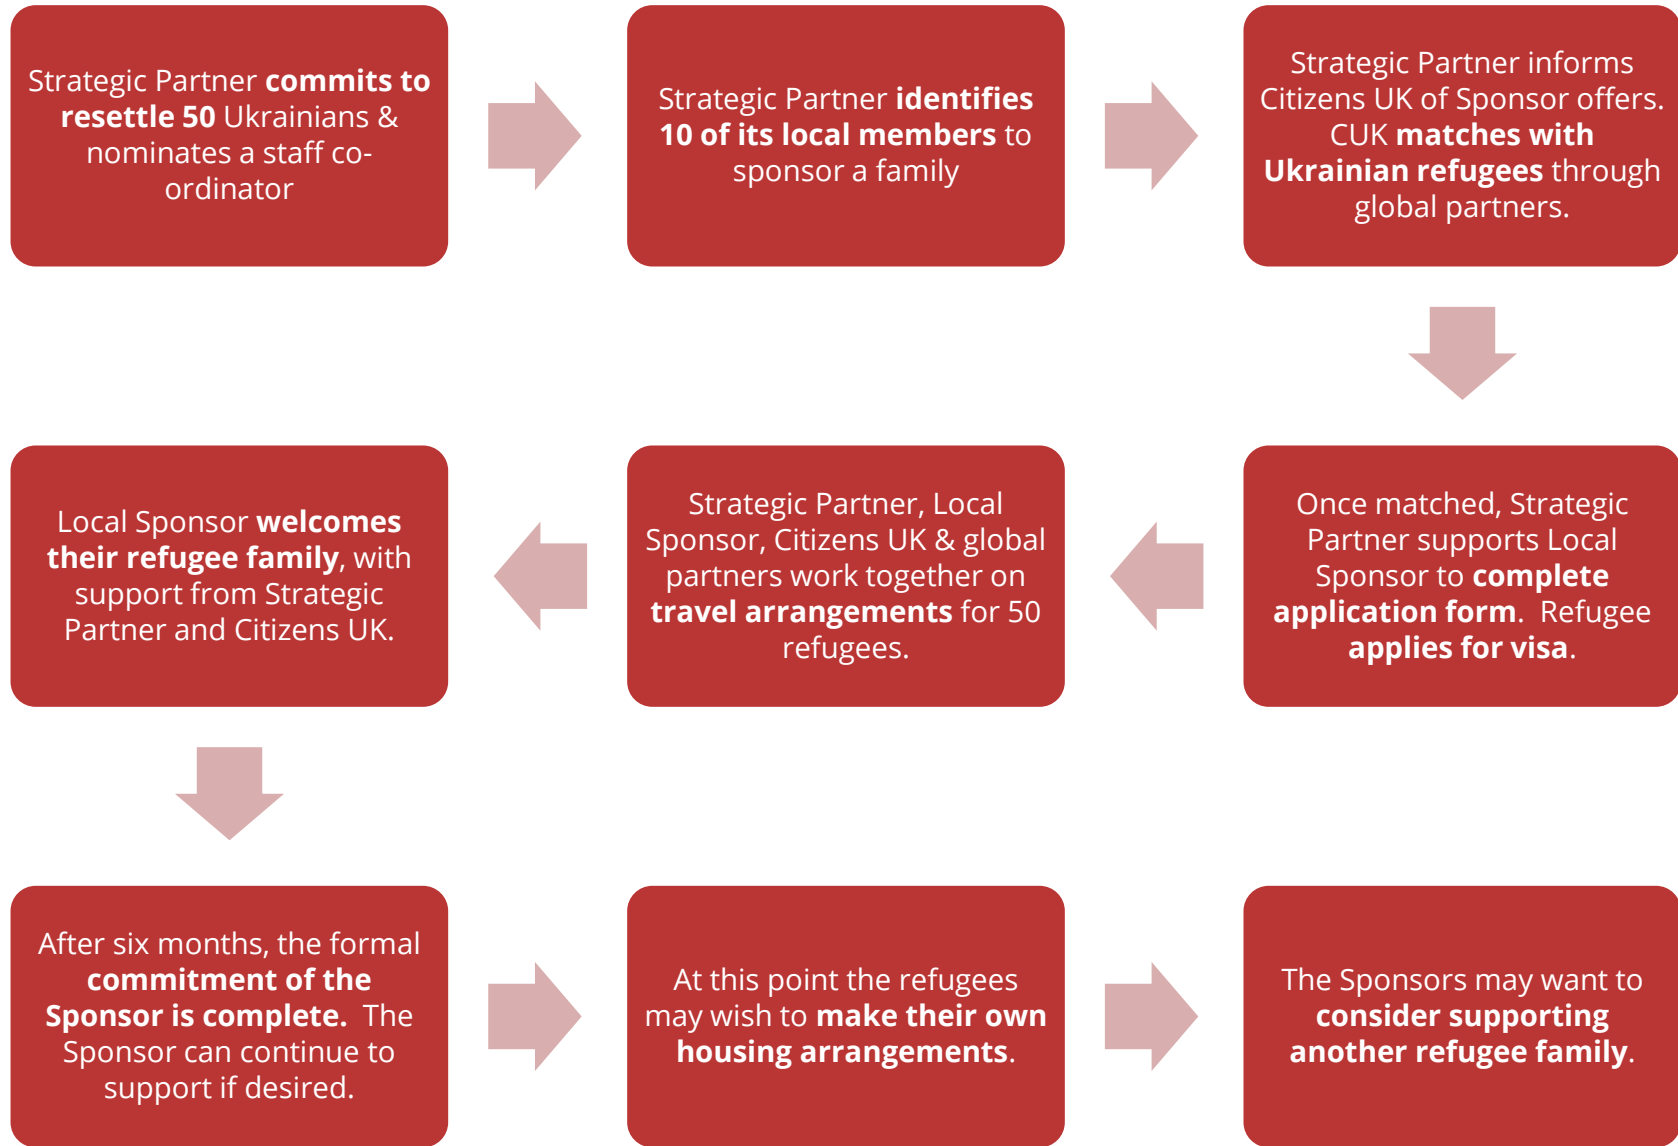 Strategic Partner commits to
resettle 50 Ukrainians &
nominates a staff co-
ordinator
Strategic Partner identifies
10 of its local members to
sponsor a family
Strategic Partner informs
Citizens UK of Sponsor offers.
CUK matches with
Ukrainian refugees through
global partners.
Once matched, Strategic
Partner supports Local
Sponsor to complete
application form.  Refugee
applies for visa.
Strategic Partner, Local
Sponsor, Citizens UK & global
partners work together on
travel arrangements for 50
refugees.
Local Sponsor welcomes
their refugee family, with
support from Strategic
Partner and Citizens UK.
After six months, the formal
commitment of the
Sponsor is complete.  The
Sponsor can continue to
support if desired.
At this point the refugees
may wish to make their own
housing arrangements.
The Sponsors may want to
consider supporting
another refugee family.